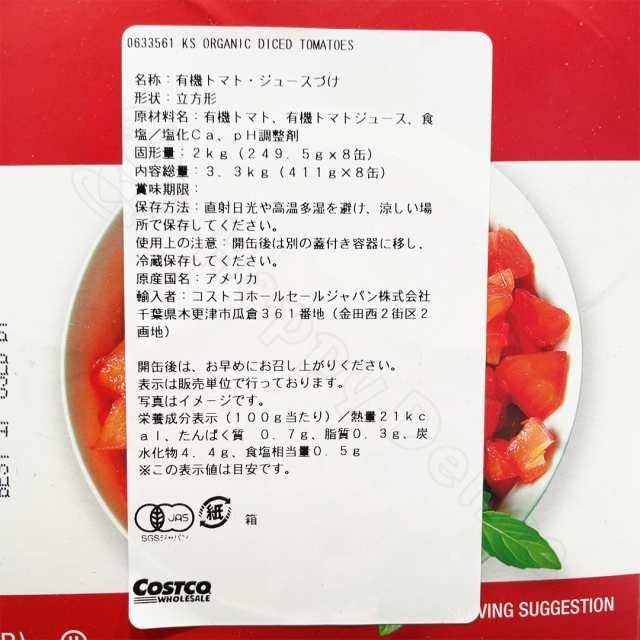 0633561 KS ORGANIC DICED TOMATOES
名称：有機トマト・ジュースづけ
形状：立方形
原材料名：有機トマト、有機トマトジュース、食
塩／塩化Ｃａ、ｐＨ調整剤
固形量：２ｋｇ（２４９．５ｇ×８缶）
内容総量：３．３ｋｇ（４１１ｇ×８缶）
賞味期限：
保存方法：直射日光や高温多湿を避け、涼しい場
所で保存してください。
使用上の注意：開缶後は別の蓋付き容器に移し、
冷蔵保存してください。
原産国名：アメリカ
輸入者：コストコホールセールジャパン株式会社
千葉県木更津市瓜倉３６１番地（金田西２街区２
画地）
開缶後は、お早めにお召し上がりください。
表示は販売単位で行っております。
写真はイメージです。
栄養成分表示（１００ｇ当たり）／熱量２１ｋｃ
ａｌ、たんぱく質　０．７ｇ、脂質０．３ｇ、炭
水化物４．４ｇ、食塩相当量０．５ｇ
※この表示値は目安です。
JAS
SGSジャパン
紙
箱
COSTCO
WHOLESALE
SUGGESTION
BEST